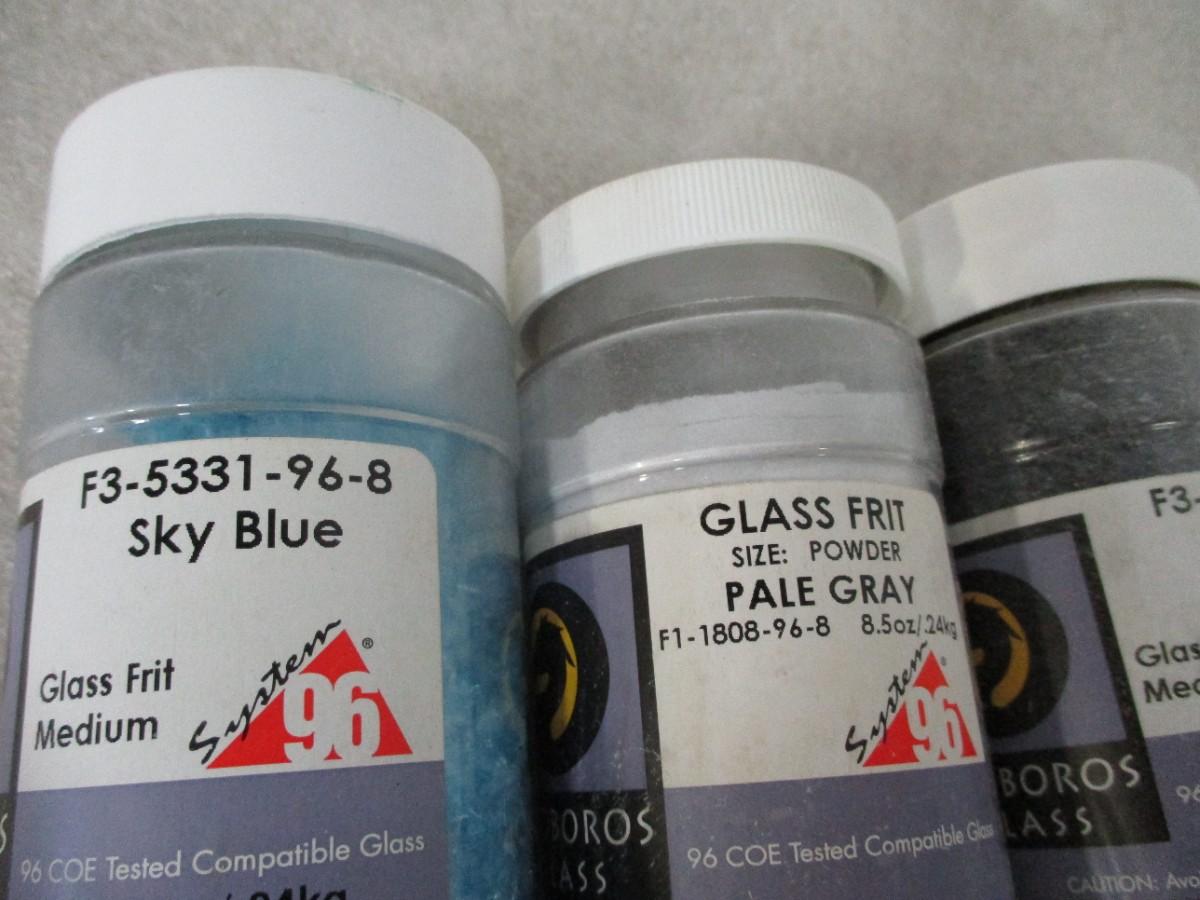 F3-5331-96-8
Sky Blue
Glass Frit
Medium
System
96
®
96 COE Tested Compatible Glass
GLASS FRIT
SIZE: POWDER
PALE GRAY
F1-1808-96-8 8.5oz/.24kg
System
96
®
BOROS
96 COE Tested Compatible Glass
F3-
BOROS
96
CAUTION: